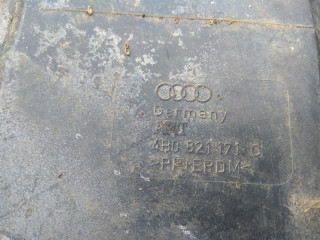 Germany
4B0 821 171 C
>PP+EPDM<